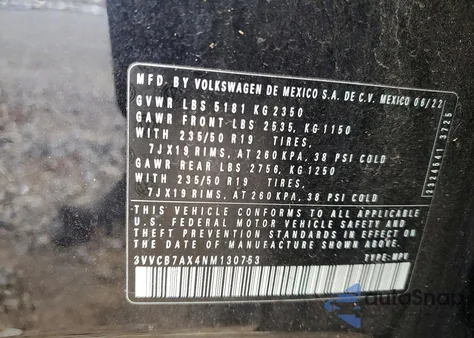 MFD. BY VOLKSWAGEN DE MEXICO S.A. DE C.V. MEXICO 06/22
GVWR LBS 5181 KG 2350
GAWR FRONT LBS 2535, KG 1150
WITH 235/50 R19 TIRES,
7JX19 RIMS, AT 260 KPA, 38 PSI COLD
GAWR REAR LBS 2756, KG 1250
WITH 235/50 R19 TIRES,
7JX19 RIMS, AT 260 KPA, 38 PSI COLD
THIS VEHICLE CONFORMS TO ALL APPLICABLE
U.S. FEDERAL MOTOR VEHICLE SAFETY STANDARDS
IN EFFECT ON THE DATE OF MANUFACTURE SHOWN
ABOVE.
3VVCB7AX4NM130753 TYPE: MPV
autoSnap